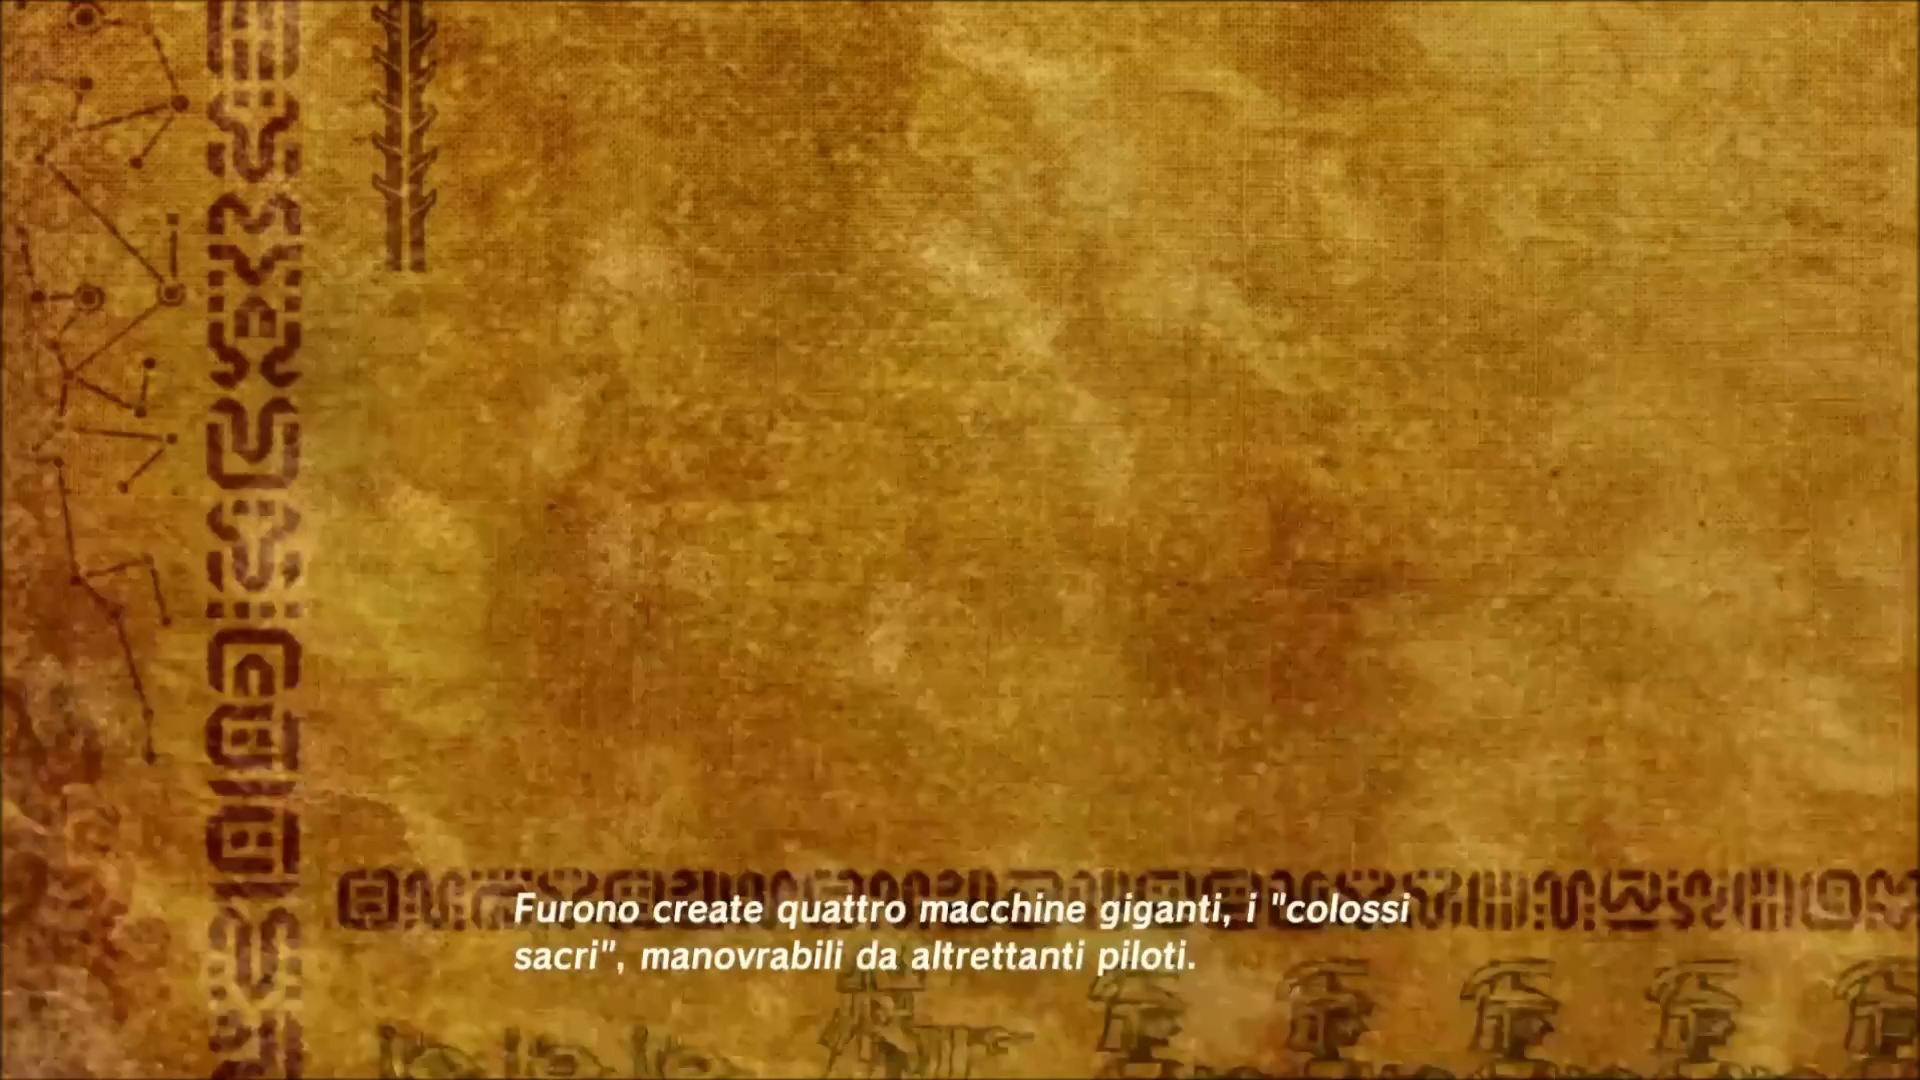 Furono create quattro macchine giganti, i "colossi
sacri", manovrabili da altrettanti piloti.